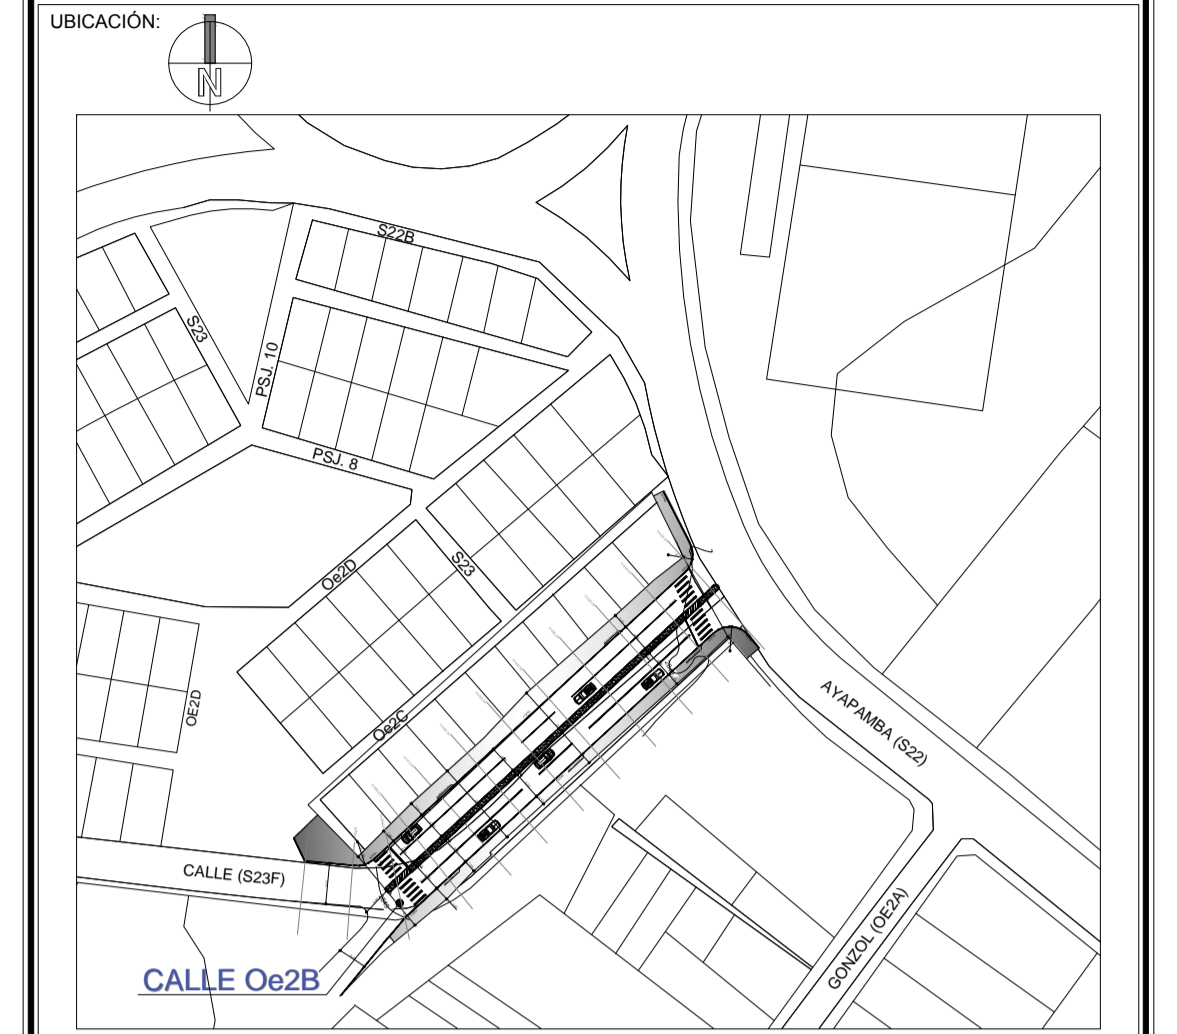 UBICACIÓN:
N
S22B
S23
PSJ. 10
PSJ. 8
Oe2D
S23
OE2D
Oe2C
AYAPAMBA (S22)
CALLE (S23F)
GONZOL (OE2A)
CALLE Oe2B